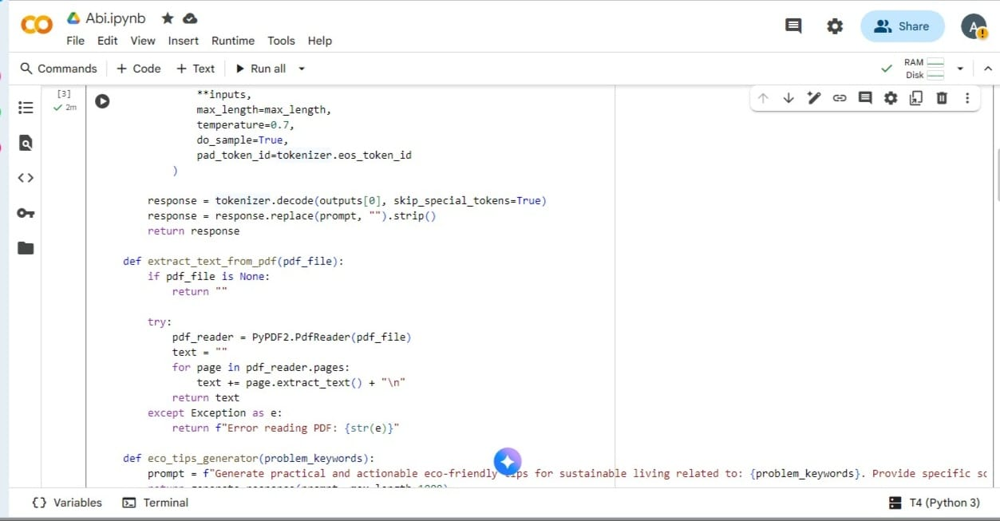 Abi.ipynb
File Edit View Insert Runtime Tools Help
Share
A
Commands + Code + Text Run all
RAM
Disk
[3]
2m
**inputs,
max_length=max_length,
temperature=0.7,
do_sample=True,
pad_token_id=tokenizer.eos_token_id
)
response = tokenizer.decode(outputs[0], skip_special_tokens=True)
response = response.replace(prompt, "").strip()
return response
def extract_text_from_pdf(pdf_file):
if pdf_file is None:
return ""
try:
pdf_reader = PyPDF2.PdfReader(pdf_file)
text = ""
for page in pdf_reader.pages:
text += page.extract_text() + "\n"
return text
except Exception as e:
return f"Error reading PDF: {str(e)}"
def eco_tips_generator(problem_keywords):
prompt = f"Generate practical and actionable eco-friendly tips for sustainable living related to: {problem_keywords}. Provide specific
Variables Terminal
T4 (Python 3)